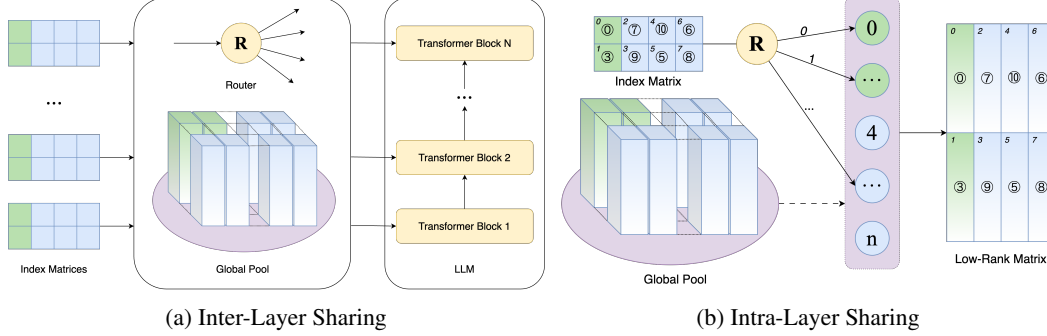 ...
R
Router
...
Transformer Block N
Transformer Block 2
Transformer Block 1
Index Matrices
Global Pool
LLM
(a) Inter-Layer Sharing
0 2 4 6
⓪ ⑦ ⑩ ⑥
1 3 5 7
③ ⑨ ⑤ ⑧
Index Matrix
R
0
1
...
0
...
4
...
n
Global Pool
0 2 4 6
⓪ ⑦ ⑩ ⑥
1 3 5 7
③ ⑨ ⑤ ⑧
Low-Rank Matrix
(b) Intra-Layer Sharing